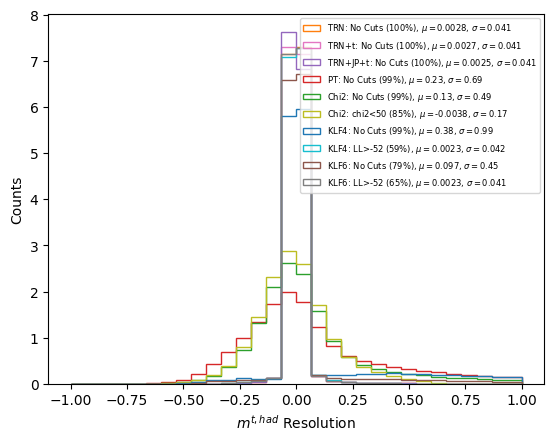 TRN: No Cuts (100%), μ = 0.0028, σ = 0.041
TRN+t: No Cuts (100%), μ = 0.0027, σ = 0.041
TRN+JP+t: No Cuts (100%), μ = 0.0025, σ = 0.041
PT: No Cuts (99%), μ = 0.23, σ = 0.69
Chi2: No Cuts (99%), μ = 0.13, σ = 0.49
Chi2: chi2<50 (85%), μ = -0.0038, σ = 0.17
KLF4: No Cuts (99%), μ = 0.38, σ = 0.99
KLF4: LL>-52 (59%), μ = 0.0023, σ = 0.042
KLF6: No Cuts (79%), μ = 0.097, σ = 0.45
KLF6: LL>-52 (65%), μ = 0.0023, σ = 0.041
8
7
6
5
4
3
2
1
0
Counts
−1.00 −0.75 −0.50 −0.25 0.00 0.25 0.50 0.75 1.00
m^{t, had} Resolution